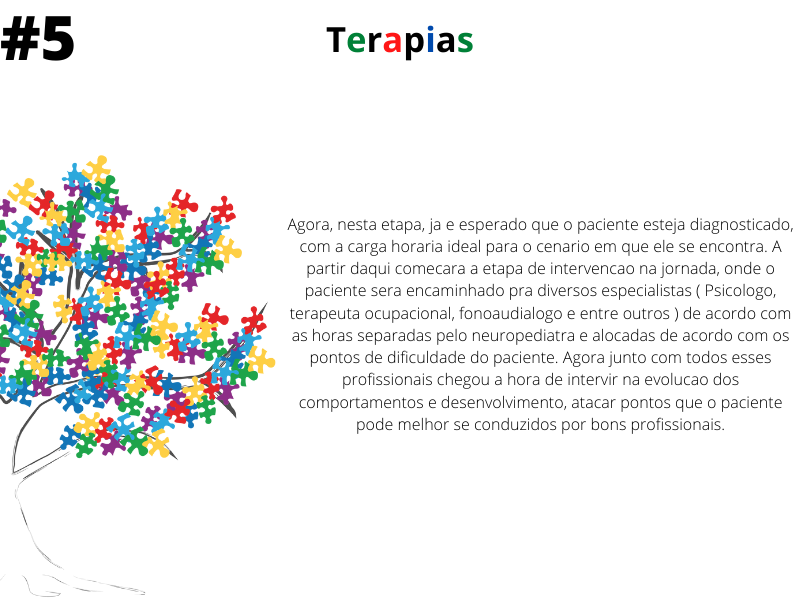 #5
Terapias
Agora, nesta etapa, ja e esperado que o paciente esteja diagnosticado,
com a carga horaria ideal para o cenario em que ele se encontra. A
partir daqui comecara a etapa de intervencao na jornada, onde o
paciente sera encaminhado pra diversos especialistas ( Psicologo,
terapeuta ocupacional, fonoaudialogo e entre outros ) de acordo com
as horas separadas pelo neuropediatra e alocadas de acordo com os
pontos de dificuldade do paciente. Agora junto com todos esses
profissionais chegou a hora de intervir na evolucao dos
comportamentos e desenvolvimento, atacar pontos que o paciente
pode melhor se conduzidos por bons profissionais.